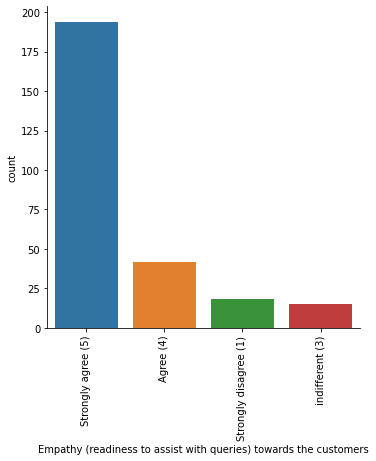 200
175
150
125
100
75
50
25
0
count
Strongly agree (5)
Agree (4)
Strongly disagree (1)
indifferent (3)
Empathy (readiness to assist with queries) towards the customers